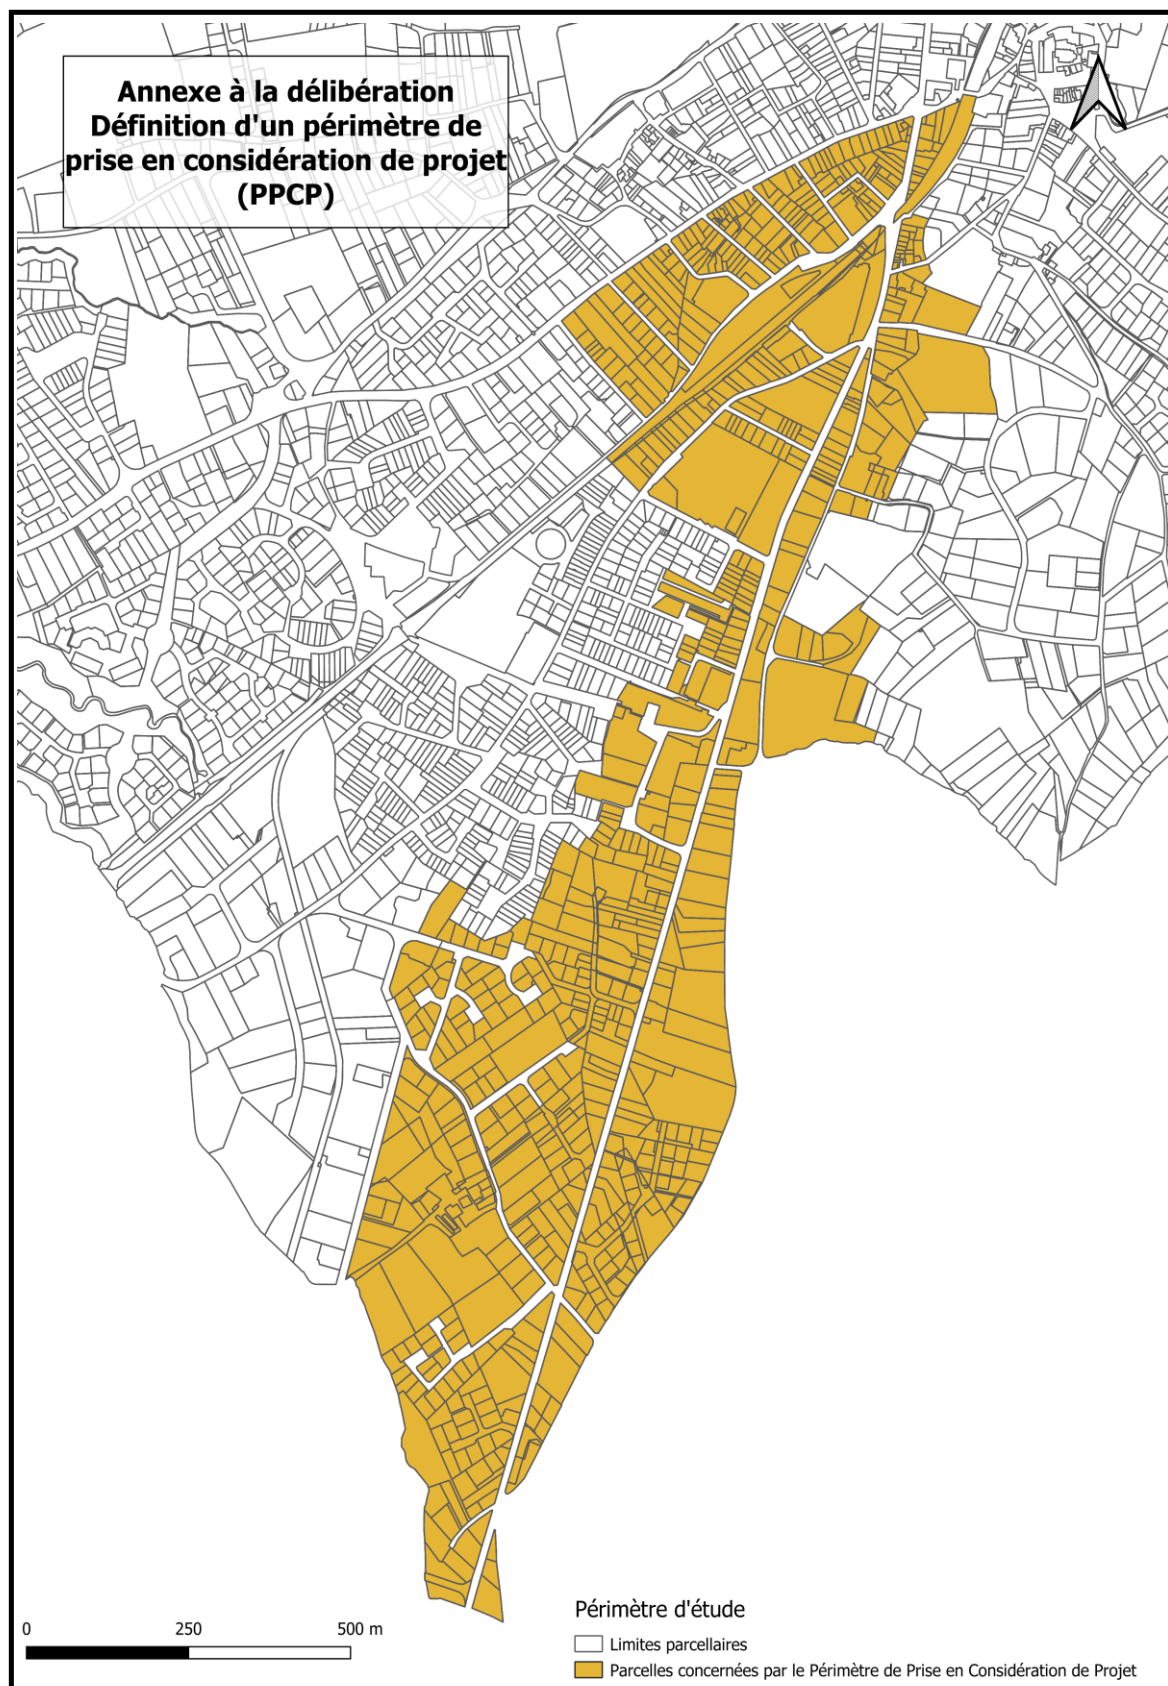 Annexe à la délibération
Définition d'un périmètre de
prise en considération de projet
(PPCP)
0 250 500 m
Périmètre d'étude
Limites parcellaires
Parcelles concernées par le Périmètre de Prise en Considération de Projet